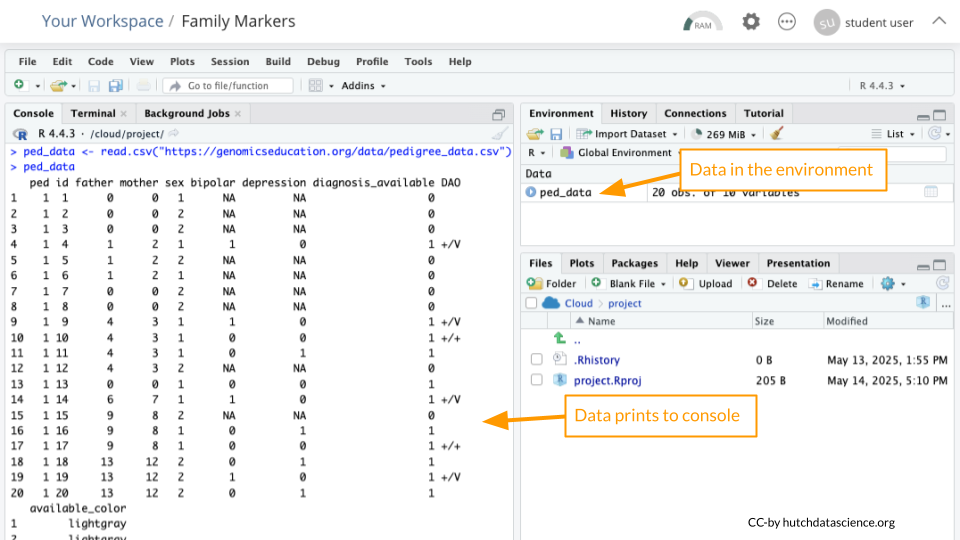 Your Workspace / Family Markers
RAM
SU student user
File Edit Code View Plots Session Build Debug Profile Tools Help
Go to file/function Addins R 4.4.3
Console Terminal × Background Jobs ×
R R 4.4.3 · /cloud/project/
> ped_data <- read.csv("https://genomicseducation.org/data/pedigree_data.csv")
> ped_data
ped id father mother sex bipolar depression diagnosis_available DAO
1 1 1 0 0 1 NA NA 0
2 1 2 0 0 2 NA NA 0
3 1 3 0 0 2 NA NA 0
4 1 4 1 2 1 1 0 1 +/V
5 1 5 1 2 2 NA NA 0
6 1 6 1 2 1 NA NA 0
7 1 7 0 0 2 NA NA 0
8 1 8 0 0 2 NA NA 0
9 1 9 4 3 1 1 0 1 +/V
10 1 10 4 3 1 0 0 1 +/+
11 1 11 4 3 1 0 1 1
12 1 12 4 3 2 NA NA 0
13 1 13 0 0 1 0 0 1
14 1 14 6 7 1 1 0 1 +/V
15 1 15 9 8 2 NA NA 0
16 1 16 9 8 1 0 1 1
17 1 17 9 8 1 0 0 1 +/+
18 1 18 13 12 2 0 1 1
19 1 19 13 12 2 1 0 1 +/V
20 1 20 13 12 2 0 1 1
available_color
1 lightgray
2 lightgray
Environment History Connections Tutorial
Import Dataset 269 MiB List
R Global Environment
Data in the environment
Data
ped_data 20 obs. of 10 variables
Files Plots Packages Help Viewer Presentation
Folder Blank File Upload Delete Rename
Cloud > project ...
Name Size Modified
..
.Rhistory 0 B May 13, 2025, 1:55 PM
project.Rproj 205 B May 14, 2025, 5:10 PM
Data prints to console
CC-by hutchdatascience.org